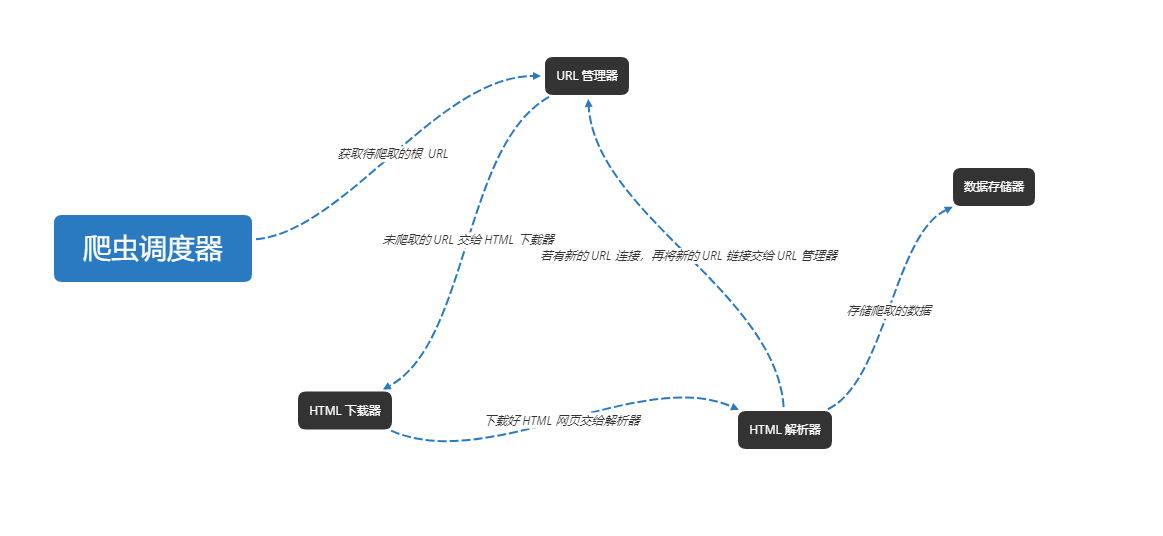 URL 管理器
获取待爬取的根 URL
数据存储器
爬虫调度器
未爬取的 URL 交给 HTML 下载器
若有新的 URL 连接，再将新的 URL 链接交给 URL 管理器
存储爬取的数据
HTML 下载器
下载好 HTML 网页交给解析器
HTML 解析器